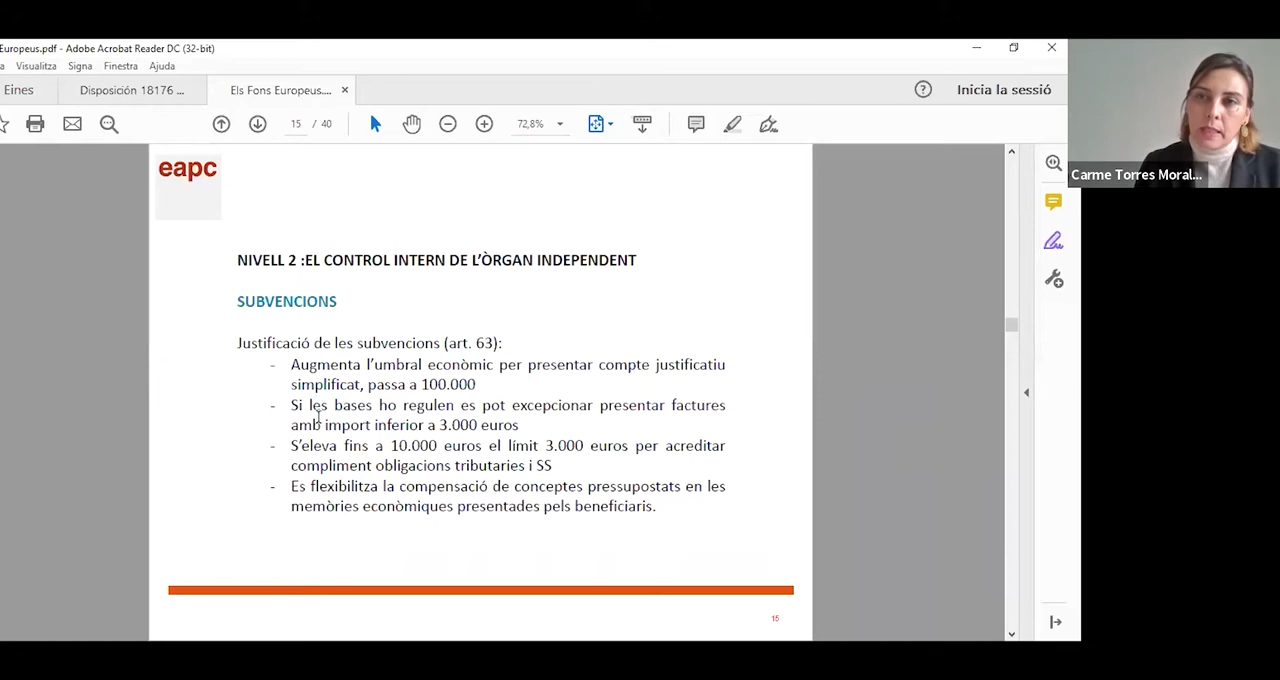 Europeus.pdf - Adobe Acrobat Reader DC (32-bit)
a Visualitza Signa Finestra Ajuda
Eines Disposición 18176 ... Els Fons Europeus.... × Inicia la sessió
15 / 40 72,8%
eapc
Carme Torres Moral...
NIVELL 2 :EL CONTROL INTERN DE L'ÒRGAN INDEPENDENT
SUBVENCIONS
Justificació de les subvencions (art. 63):
- Augmenta l'umbral econòmic per presentar compte justificatiu
simplificat, passa a 100.000
- Si les bases ho regulen es pot excepcionar presentar factures
amb import inferior a 3.000 euros
- S'eleva fins a 10.000 euros el límit 3.000 euros per acreditar
compliment obligacions tributaries i SS
- Es flexibilitza la compensació de conceptes pressupostats en les
memòries econòmiques presentades pels beneficiaris.
15